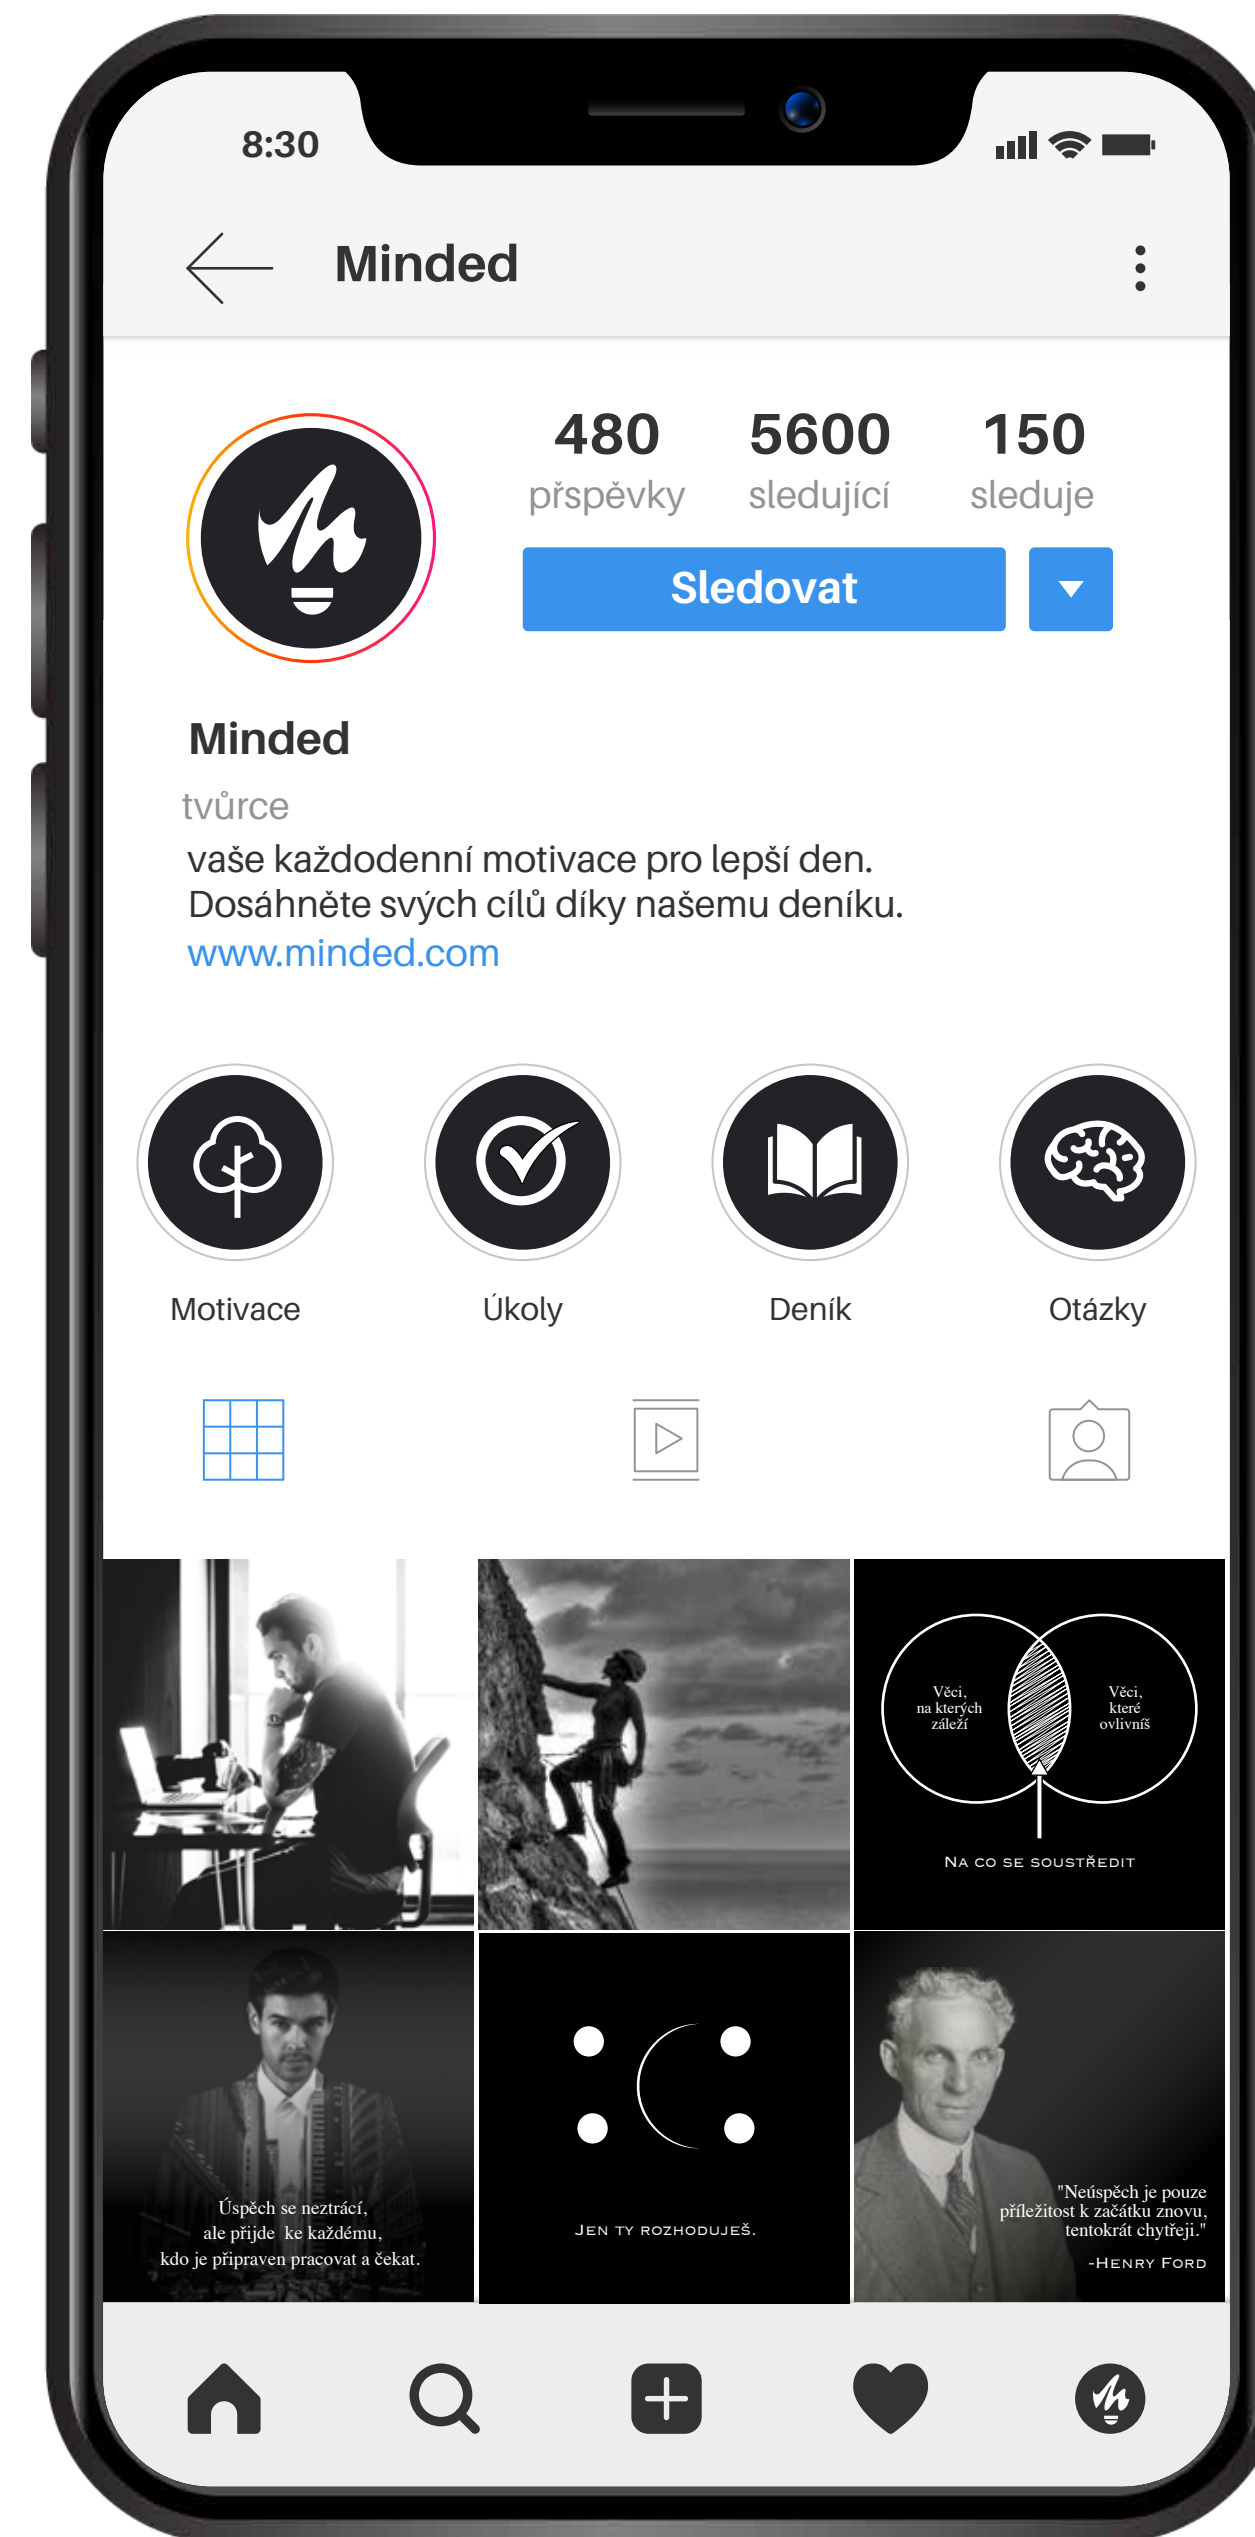 8:30
Minded
480 5600 150
přspěvky sledující sleduje
Sledovat
Minded
tvůrce
vaše každodenní motivace pro lepší den.
Dosáhněte svých cílů díky našemu deníku.
www.minded.com
Motivace Úkoly Deník Otázky
Věci,
na kterých
záleží
Věci,
které
ovlivníš
Na co se soustředit
Úspěch se neztrácí,
ale přijde ke každému,
kdo je připraven pracovat a čekat.
Jen ty rozhoduješ.
"Neúspěch je pouze
příležitost k začátku znovu,
tentokrát chytřeji."
-Henry Ford